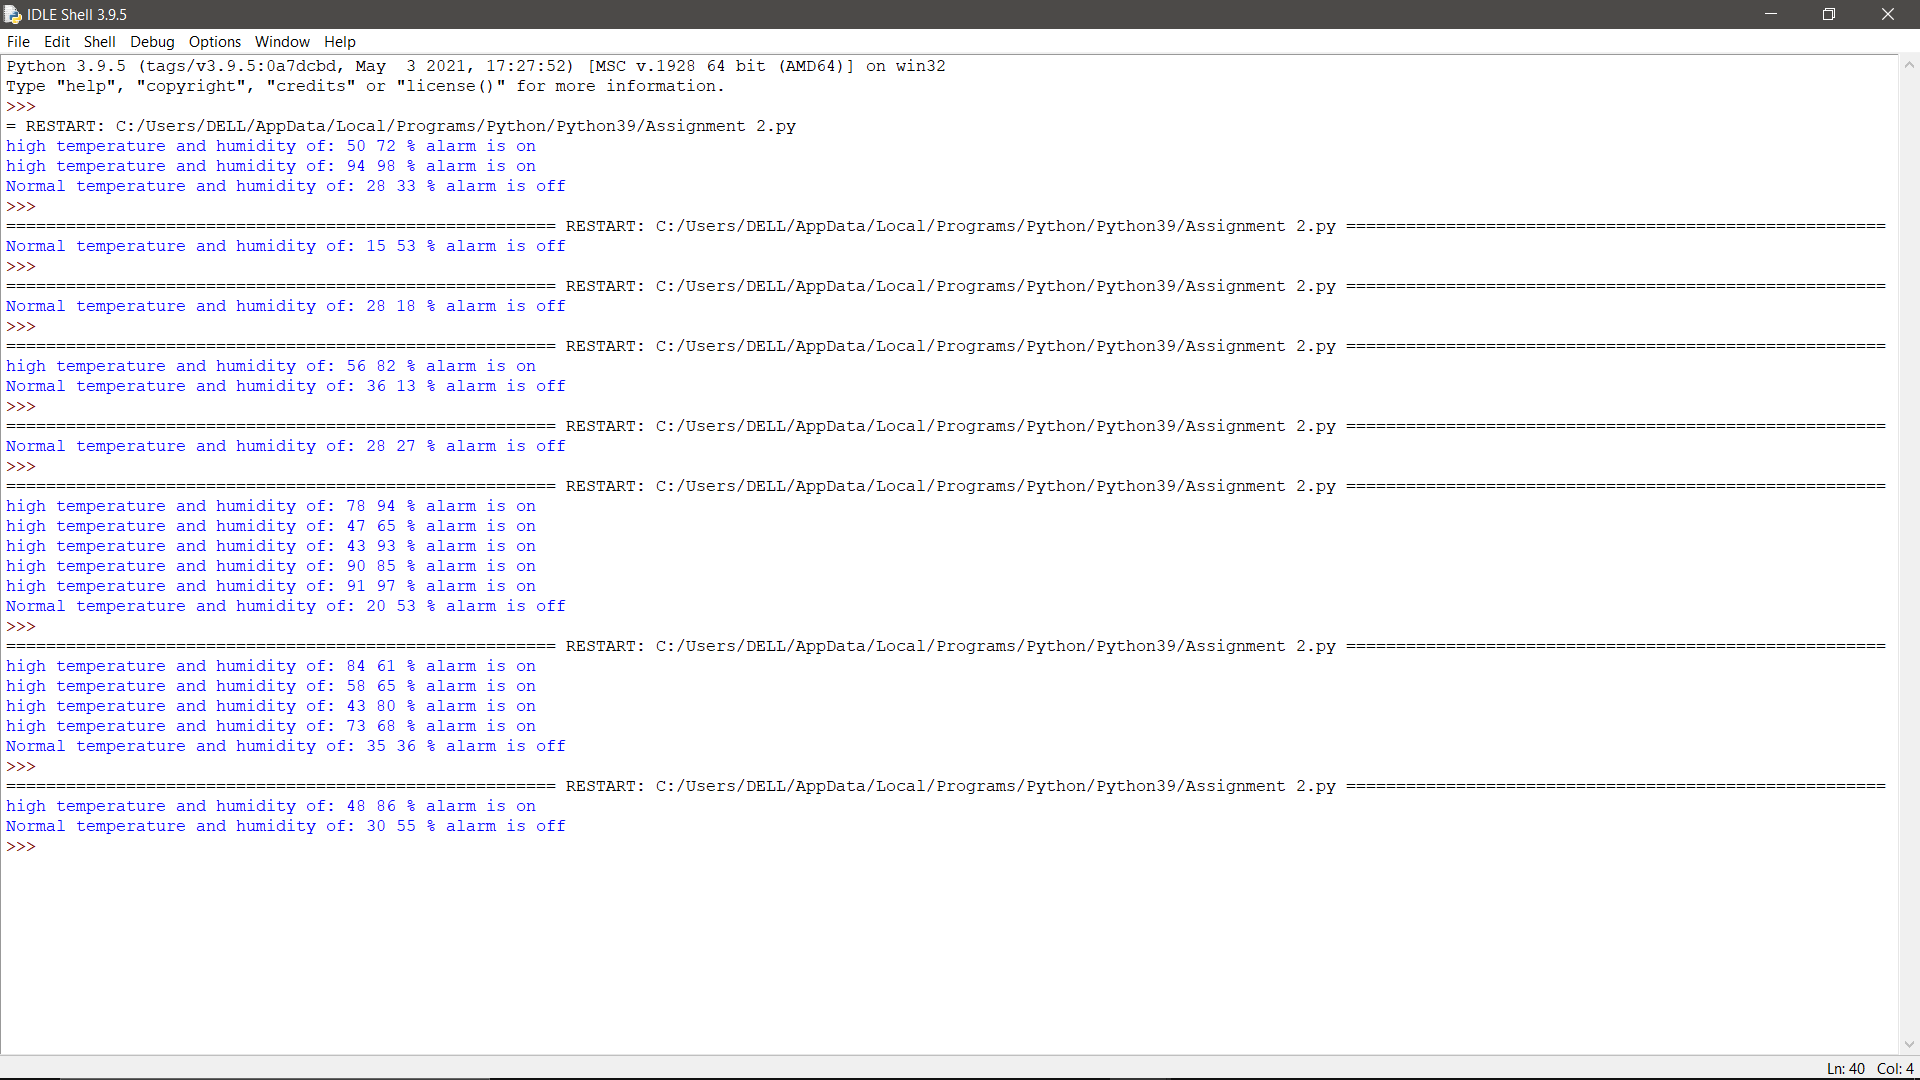 IDLE Shell 3.9.5
File Edit Shell Debug Options Window Help
Python 3.9.5 (tags/v3.9.5:0a7dcbd, May  3 2021, 17:27:52) [MSC v.1928 64 bit (AMD64)] on win32
Type "help", "copyright", "credits" or "license()" for more information.
>>>
= RESTART: C:/Users/DELL/AppData/Local/Programs/Python/Python39/Assignment 2.py
high temperature and humidity of: 50 72 % alarm is on
high temperature and humidity of: 94 98 % alarm is on
Normal temperature and humidity of: 28 33 % alarm is off
>>>
======================================================= RESTART: C:/Users/DELL/AppData/Local/Programs/Python/Python39/Assignment 2.py ======================================================
Normal temperature and humidity of: 15 53 % alarm is off
>>>
======================================================= RESTART: C:/Users/DELL/AppData/Local/Programs/Python/Python39/Assignment 2.py ======================================================
Normal temperature and humidity of: 28 18 % alarm is off
>>>
======================================================= RESTART: C:/Users/DELL/AppData/Local/Programs/Python/Python39/Assignment 2.py ======================================================
high temperature and humidity of: 56 82 % alarm is on
Normal temperature and humidity of: 36 13 % alarm is off
>>>
======================================================= RESTART: C:/Users/DELL/AppData/Local/Programs/Python/Python39/Assignment 2.py ======================================================
Normal temperature and humidity of: 28 27 % alarm is off
>>>
======================================================= RESTART: C:/Users/DELL/AppData/Local/Programs/Python/Python39/Assignment 2.py ======================================================
high temperature and humidity of: 78 94 % alarm is on
high temperature and humidity of: 47 65 % alarm is on
high temperature and humidity of: 43 93 % alarm is on
high temperature and humidity of: 90 85 % alarm is on
high temperature and humidity of: 91 97 % alarm is on
Normal temperature and humidity of: 20 53 % alarm is off
>>>
======================================================= RESTART: C:/Users/DELL/AppData/Local/Programs/Python/Python39/Assignment 2.py ======================================================
high temperature and humidity of: 84 61 % alarm is on
high temperature and humidity of: 58 65 % alarm is on
high temperature and humidity of: 43 80 % alarm is on
high temperature and humidity of: 73 68 % alarm is on
Normal temperature and humidity of: 35 36 % alarm is off
>>>
======================================================= RESTART: C:/Users/DELL/AppData/Local/Programs/Python/Python39/Assignment 2.py ======================================================
high temperature and humidity of: 48 86 % alarm is on
Normal temperature and humidity of: 30 55 % alarm is off
>>>
Ln: 40 Col: 4